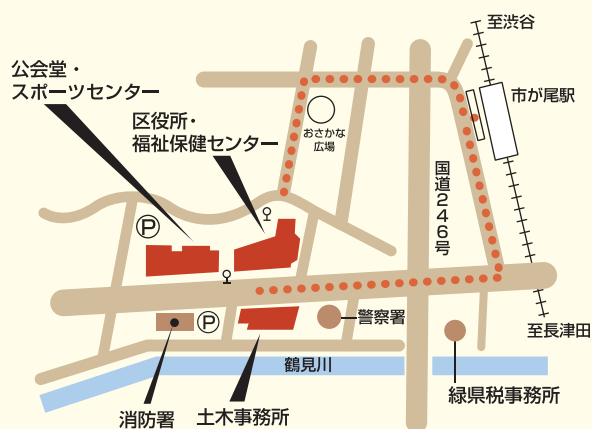 至渋谷
公会堂・
スポーツセンター
市が尾駅
区役所・
福祉保健センター
おさかな
広場
国道246号
P
P
警察署
至長津田
鶴見川
緑県税事務所
消防署
土木事務所